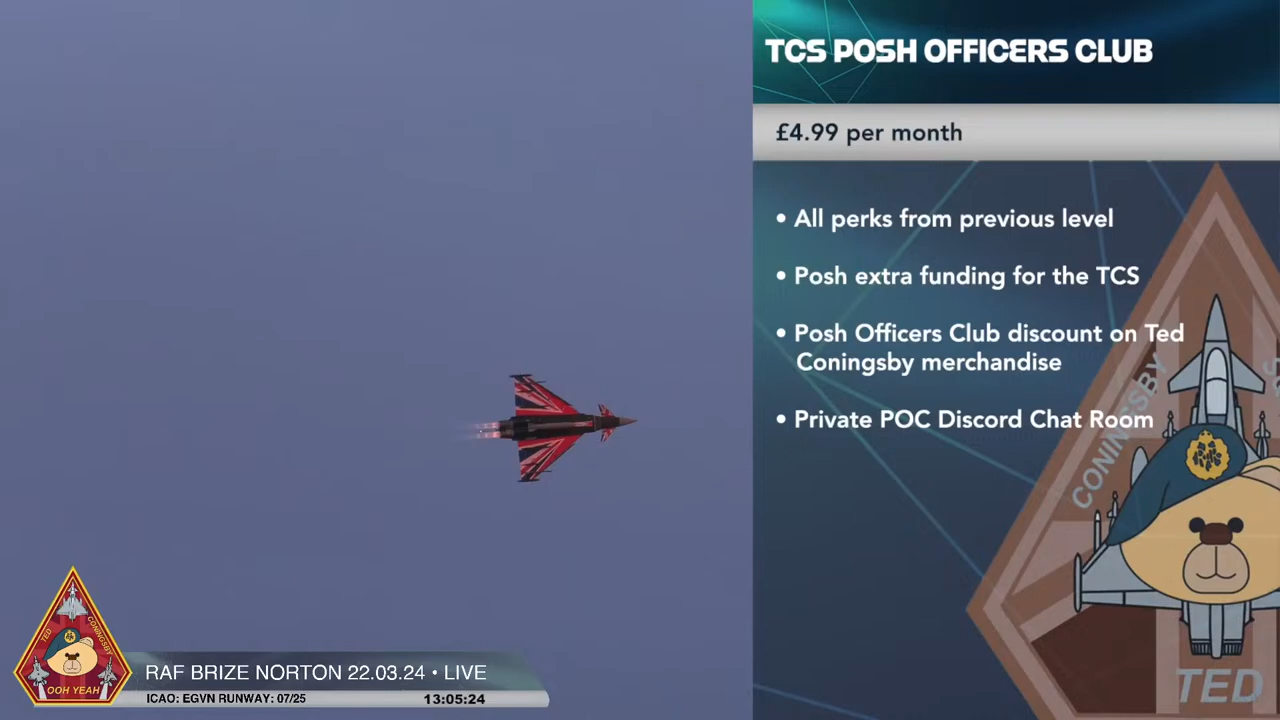 TCS POSH OFFICERS CLUB
£4.99 per month
• All perks from previous level
• Posh extra funding for the TCS
• Posh Officers Club discount on Ted
Coningsby merchandise
• Private POC Discord Chat Room
CONINGSBY
TED
TED
CONINGSBY
OOH YEAH
RAF BRIZE NORTON 22.03.24 • LIVE
ICAO: EGVN RUNWAY: 07/25
13:05:24